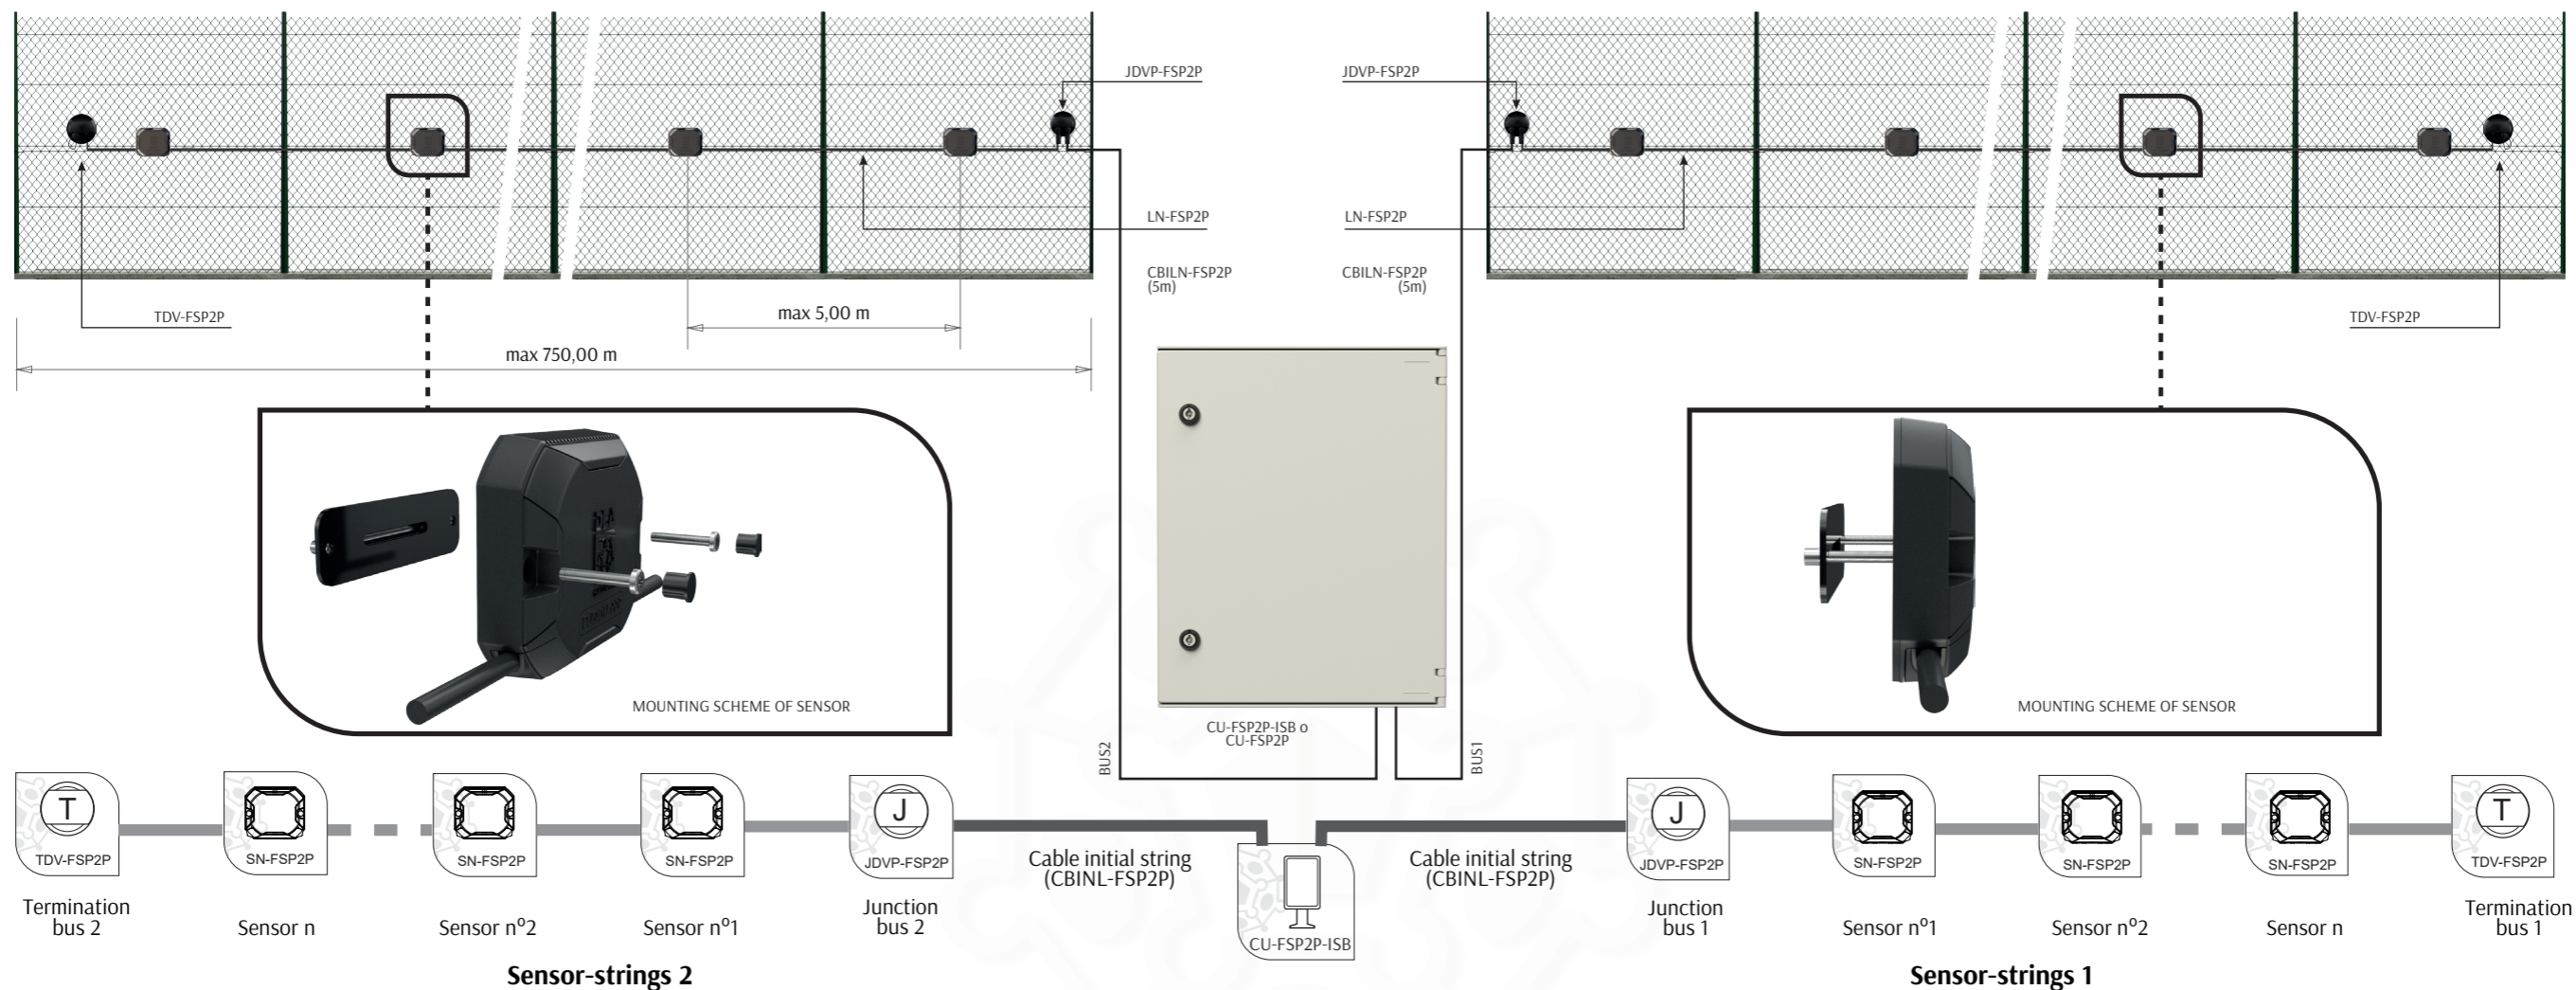 JDVP-FSP2P
JDVP-FSP2P
LN-FSP2P
LN-FSP2P
CBILN-FSP2P
(5m)
CBILN-FSP2P
(5m)
TDV-FSP2P
max 5,00 m
TDV-FSP2P
max 750,00 m
MOUNTING SCHEME OF SENSOR
MOUNTING SCHEME OF SENSOR
CU-FSP2P-ISB o
CU-FSP2P
BUS2
BUS1
T
TDV-FSP2P
SN-FSP2P
SN-FSP2P
SN-FSP2P
J
JDVP-FSP2P
Cable initial string
(CBINL-FSP2P)
CU-FSP2P-ISB
Cable initial string
(CBINL-FSP2P)
J
JDVP-FSP2P
SN-FSP2P
SN-FSP2P
SN-FSP2P
T
TDV-FSP2P
Termination
bus 2
Sensor n
Sensor nº2
Sensor nº1
Junction
bus 2
Junction
bus 1
Sensor nº1
Sensor nº2
Sensor n
Termination
bus 1
Sensor-strings 2
Sensor-strings 1